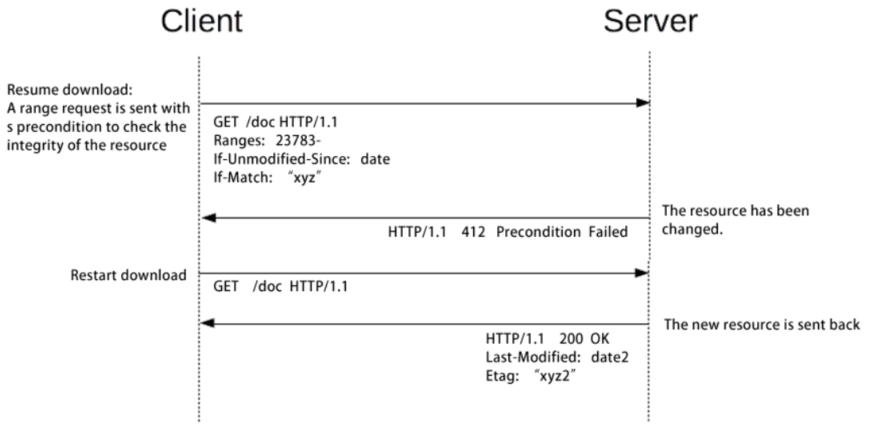 Client
Server
Resume download:
A range request is sent with
s precondition to check the
integrity of the resource
GET /doc HTTP/1.1
Ranges: 23783-
If-Unmodified-Since: date
If-Match: “xyz”
The resource has been
changed.
HTTP/1.1 412 Precondition Failed
Restart download
GET /doc HTTP/1.1
The new resource is sent back
HTTP/1.1 200 OK
Last-Modified: date2
Etag: “xyz2”